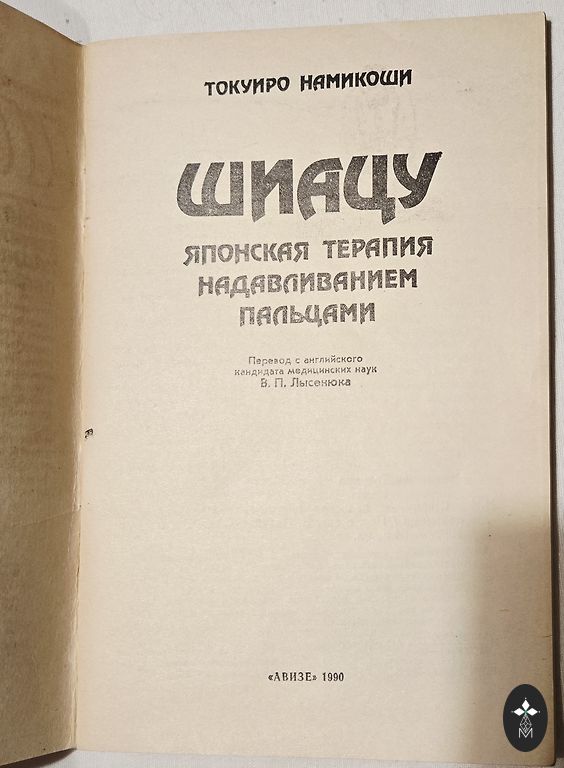 ТОКУИРО НАМИКОШИ
ШИАЦУ
ЯПОНСКАЯ ТЕРАПИЯ
НАДАВЛИВАНИЕМ
ПАЛЬЦАМИ
Перевод с английского
кандидата медицинских наук
В. П. Лысенюка
«АВИЗЕ» 1990
М